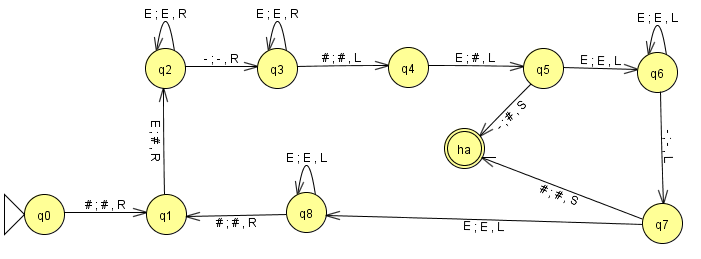 E ; E , R
E ; E , R
E ; E , L
q2
- ; - , R
q3
# ; # , L
q4
E ; # , L
q5
E ; E , L
q6
E ; # , R
- ; # , S
- ; - , L
ha
E ; E , L
# ; # , S
q0
# ; # , R
q1
# ; # , R
q8
E ; E , L
q7